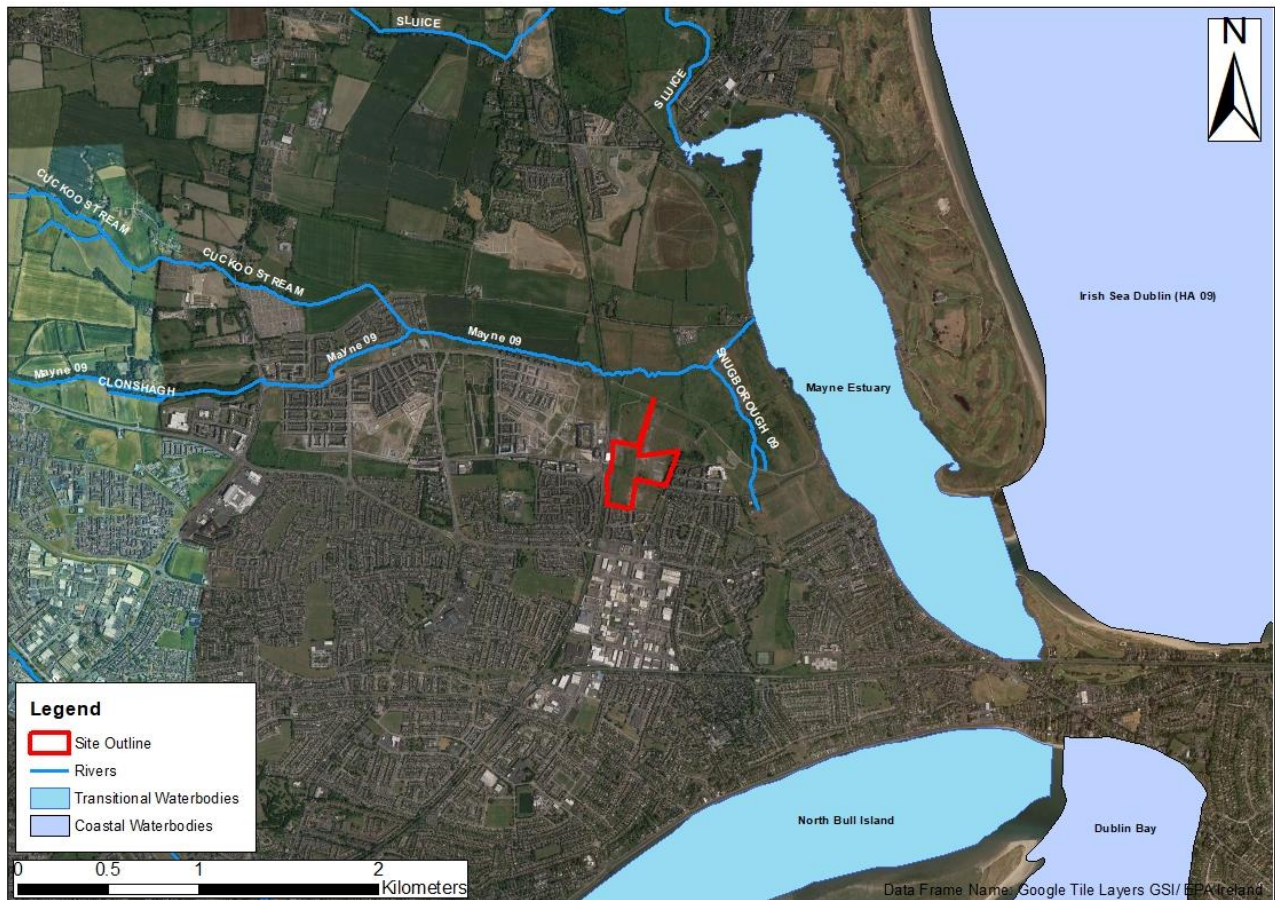 SLUICE
N
SLUICE
CUCKOO STREAM
CUCKOO STREAM
Irish Sea Dublin (HA 09)
Mayne 09
Mayne 09
SNUGBOROUGH 09
Mayne 09
CLONSHAGH
Mayne Estuary
Legend
Site Outline
Rivers
Transitional Waterbodies
Coastal Waterbodies
North Bull Island
Dublin Bay
0 0.5 1 2
Kilometers
Data Frame Name: Google Tile Layers GSI/ EPA Ireland